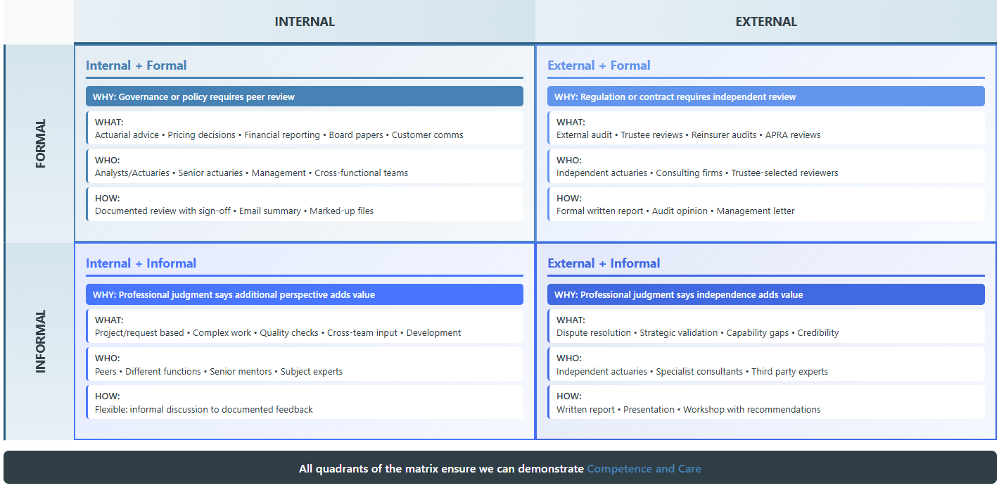 INTERNAL
EXTERNAL
FORMAL
Internal + Formal
WHY: Governance or policy requires peer review
WHAT:
Actuarial advice • Pricing decisions • Financial reporting • Board papers • Customer comms
WHO:
Analysts/Actuaries • Senior actuaries • Management • Cross-functional teams
HOW:
Documented review with sign-off • Email summary • Marked-up files
External + Formal
WHY: Regulation or contract requires independent review
WHAT:
External audit • Trustee reviews • Reinsurer audits • APRA reviews
WHO:
Independent actuaries • Consulting firms • Trustee-selected reviewers
HOW:
Formal written report • Audit opinion • Management letter
INFORMAL
Internal + Informal
WHY: Professional judgment says additional perspective adds value
WHAT:
Project/request based • Complex work • Quality checks • Cross-team input • Development
WHO:
Peers • Different functions • Senior mentors • Subject experts
HOW:
Flexible: informal discussion to documented feedback
External + Informal
WHY: Professional judgment says independence adds value
WHAT:
Dispute resolution • Strategic validation • Capability gaps • Credibility
WHO:
Independent actuaries • Specialist consultants • Third party experts
HOW:
Written report • Presentation • Workshop with recommendations
All quadrants of the matrix ensure we can demonstrate Competence and Care